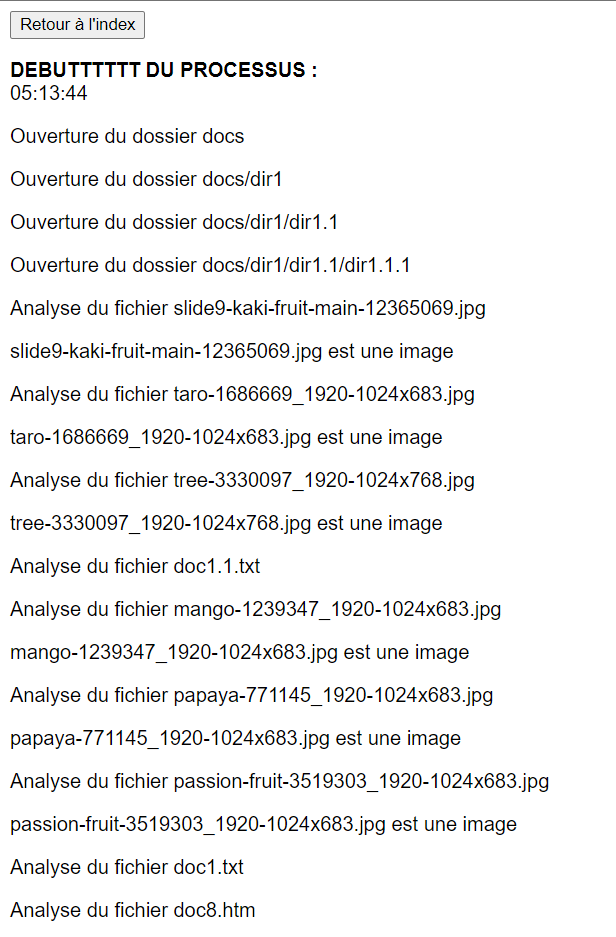 Retour à l'index
DEBUTTTTTT DU PROCESSUS :
05:13:44
Ouverture du dossier docs
Ouverture du dossier docs/dir1
Ouverture du dossier docs/dir1/dir1.1
Ouverture du dossier docs/dir1/dir1.1/dir1.1.1
Analyse du fichier slide9-kaki-fruit-main-12365069.jpg
slide9-kaki-fruit-main-12365069.jpg est une image
Analyse du fichier taro-1686669_1920-1024x683.jpg
taro-1686669_1920-1024x683.jpg est une image
Analyse du fichier tree-3330097_1920-1024x768.jpg
tree-3330097_1920-1024x768.jpg est une image
Analyse du fichier doc1.1.txt
Analyse du fichier mango-1239347_1920-1024x683.jpg
mango-1239347_1920-1024x683.jpg est une image
Analyse du fichier papaya-771145_1920-1024x683.jpg
papaya-771145_1920-1024x683.jpg est une image
Analyse du fichier passion-fruit-3519303_1920-1024x683.jpg
passion-fruit-3519303_1920-1024x683.jpg est une image
Analyse du fichier doc1.txt
Analyse du fichier doc8.htm